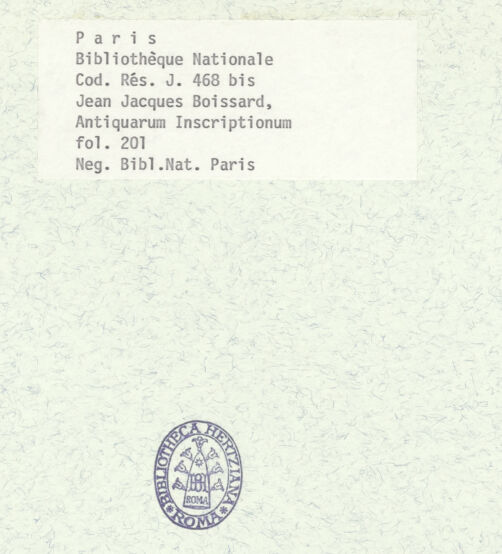 P a r i s
Bibliothèque Nationale
Cod. Rés. J. 468 bis
Jean Jacques Boissard,
Antiquarum Inscriptionum
fol. 201
Neg. Bibl.Nat. Paris
BIBLIOTHECA HERTZIANA
ROMA
* ROMA *